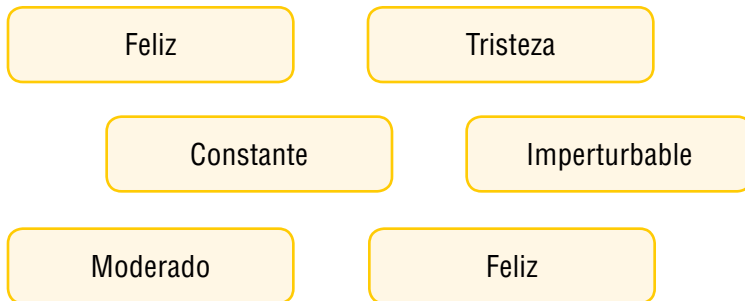 Feliz
Tristeza
Constante
Imperturbable
Moderado
Feliz